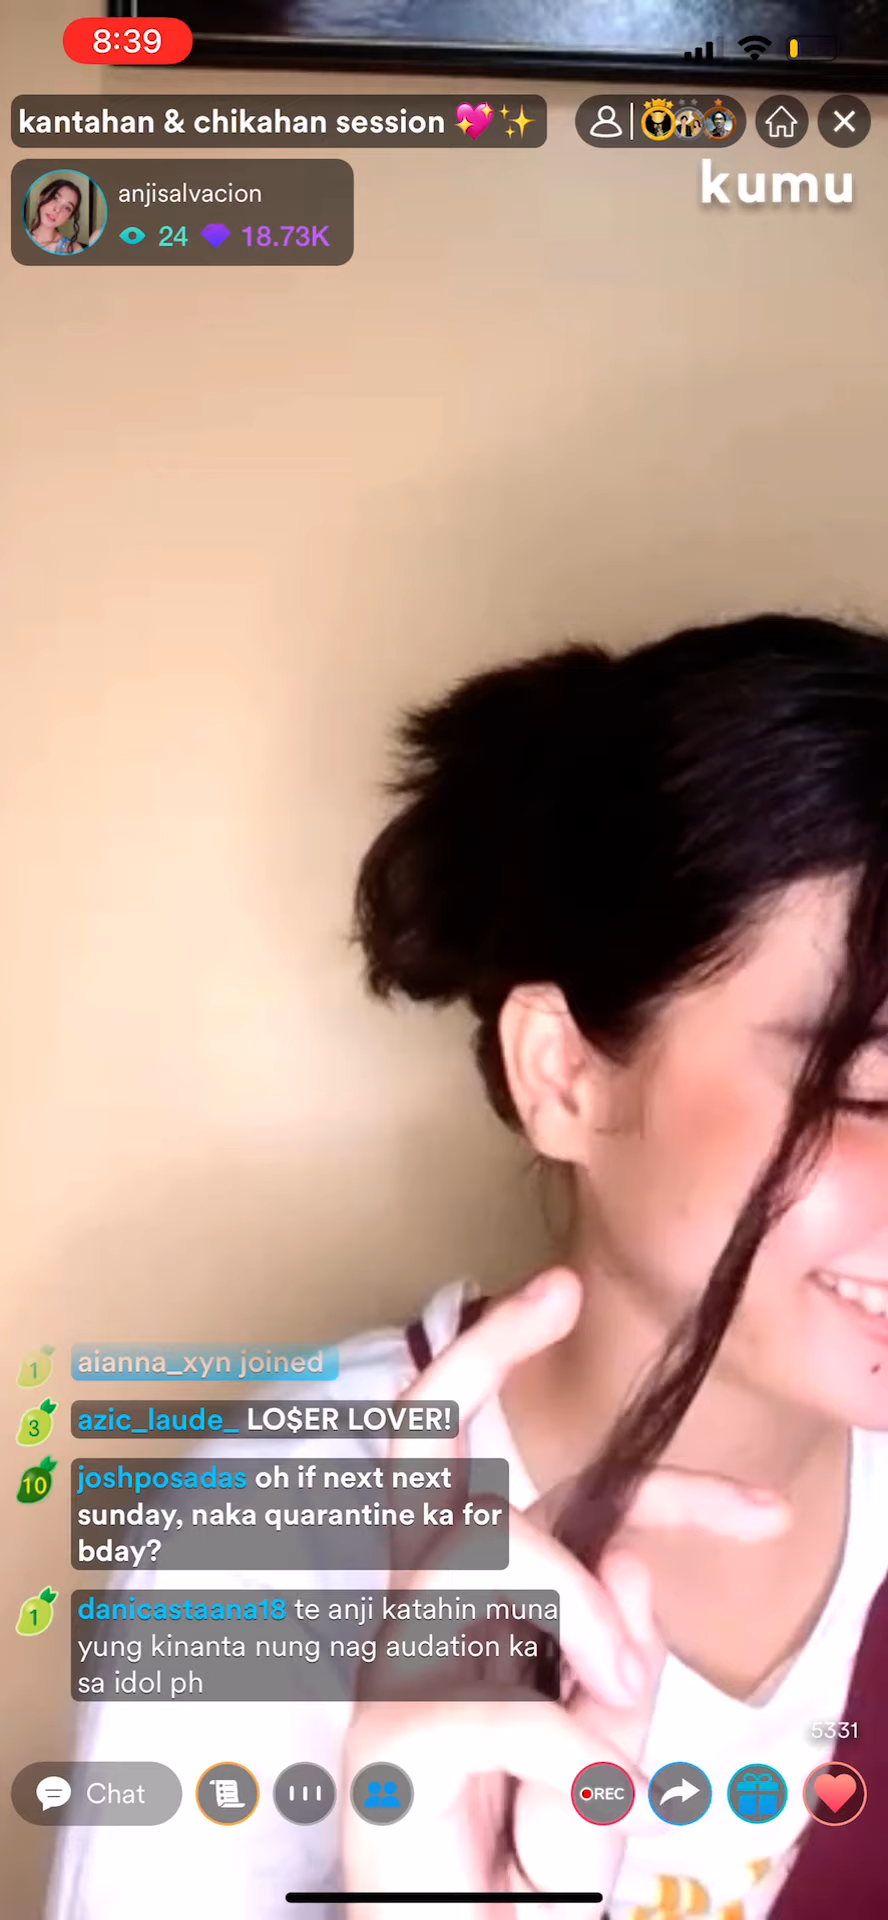 8:39
kantahan & chikahan session 💖✨
anjisalvacion
24 18.73K
kumu
1 aianna_xyn joined
3 azic_laude_ LO$ER LOVER!
10 joshposadas oh if next next
sunday, naka quarantine ka for
bday?
1 danicastaana18 te anji katahin muna
yung kinanta nung nag audation ka
sa idol ph
5331
Chat
REC